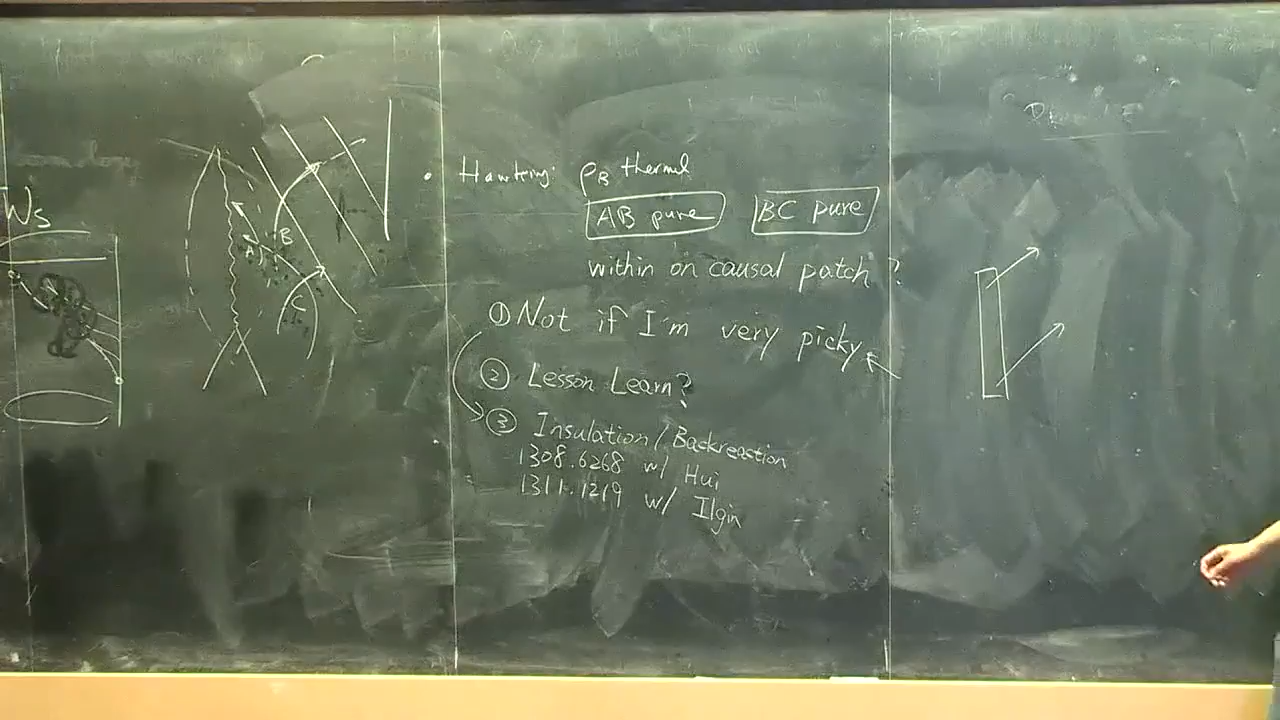 Ws
A
B
C
• Hawking: ρB thermal
AB pure BC pure
within on causal patch ?
① Not if I'm very picky
② Lesson Learn?
③ Insulation / Backreaction
1308.6268 w/ Hui
1311.1219 w/ Ilgin